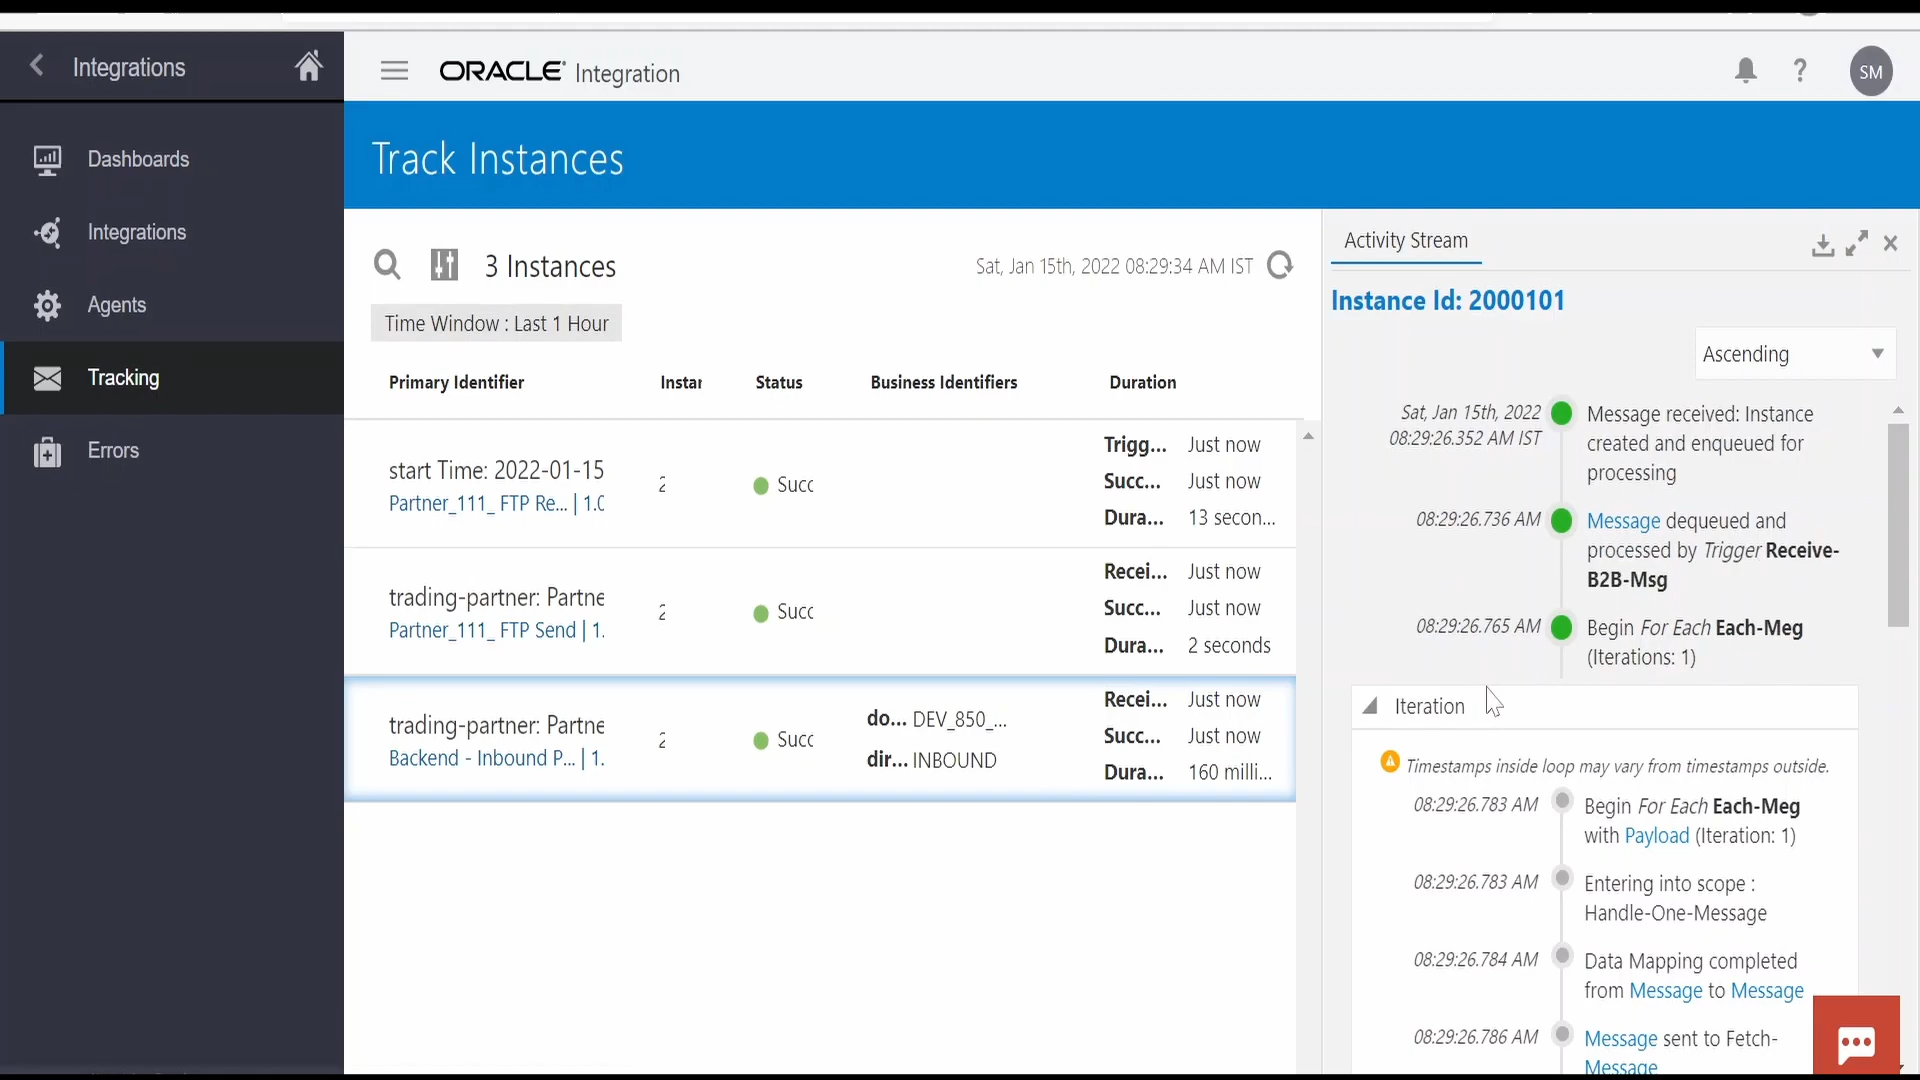 Integrations
ORACLE Integration
SM
Dashboards
Integrations
Agents
Tracking
Errors
Track Instances
3 Instances
Sat, Jan 15th, 2022 08:29:34 AM IST
Time Window : Last 1 Hour
Primary Identifier
Instar
Status
Business Identifiers
Duration
start Time: 2022-01-15
Partner_111_ FTP Re... | 1.0
2
Succ
Trigg... Just now
Succ... Just now
Dura... 13 secon...
trading-partner: Partne
Partner_111_ FTP Send | 1.
2
Succ
Recei... Just now
Succ... Just now
Dura... 2 seconds
trading-partner: Partne
Backend - Inbound P... | 1.
2
Succ
do... DEV_850_...
dir... INBOUND
Recei... Just now
Succ... Just now
Dura... 160 milli...
Activity Stream
Instance Id: 2000101
Ascending
Sat, Jan 15th, 2022
08:29:26.352 AM IST
Message received: Instance
created and enqueued for
processing
08:29:26.736 AM
Message dequeued and
processed by Trigger Receive-
B2B-Msg
08:29:26.765 AM
Begin For Each Each-Meg
(Iterations: 1)
Iteration
Timestamps inside loop may vary from timestamps outside.
08:29:26.783 AM
Begin For Each Each-Meg
with Payload (Iteration: 1)
08:29:26.783 AM
Entering into scope :
Handle-One-Message
08:29:26.784 AM
Data Mapping completed
from Message to Message
08:29:26.786 AM
Message sent to Fetch-
Message